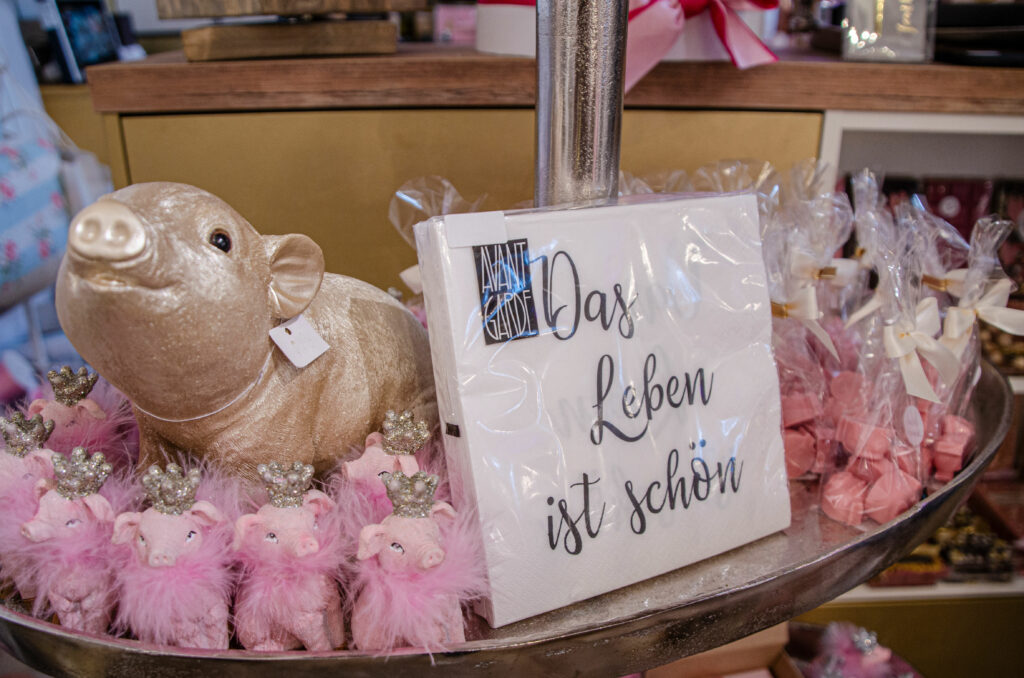 AVANT
GARDE
Das
Leben
ist schön